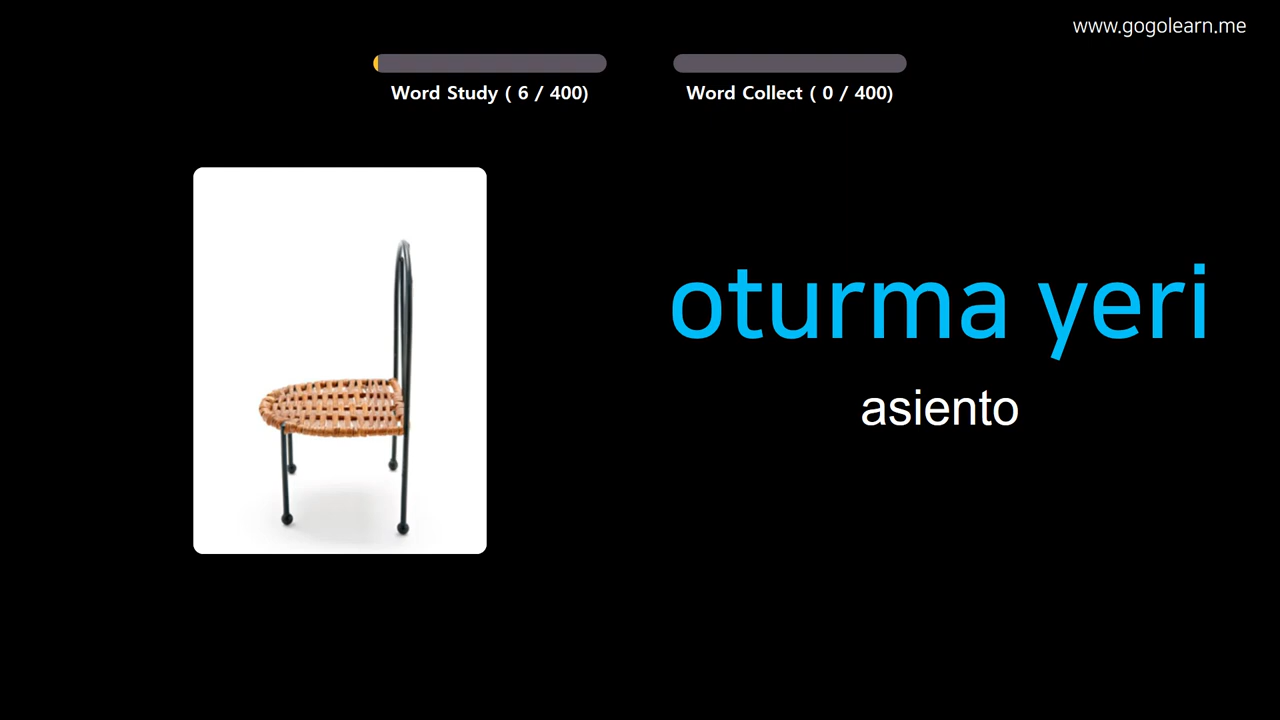 www.gogolearn.me
Word Study ( 6 / 400)
Word Collect ( 0 / 400)
oturma yeri
asiento